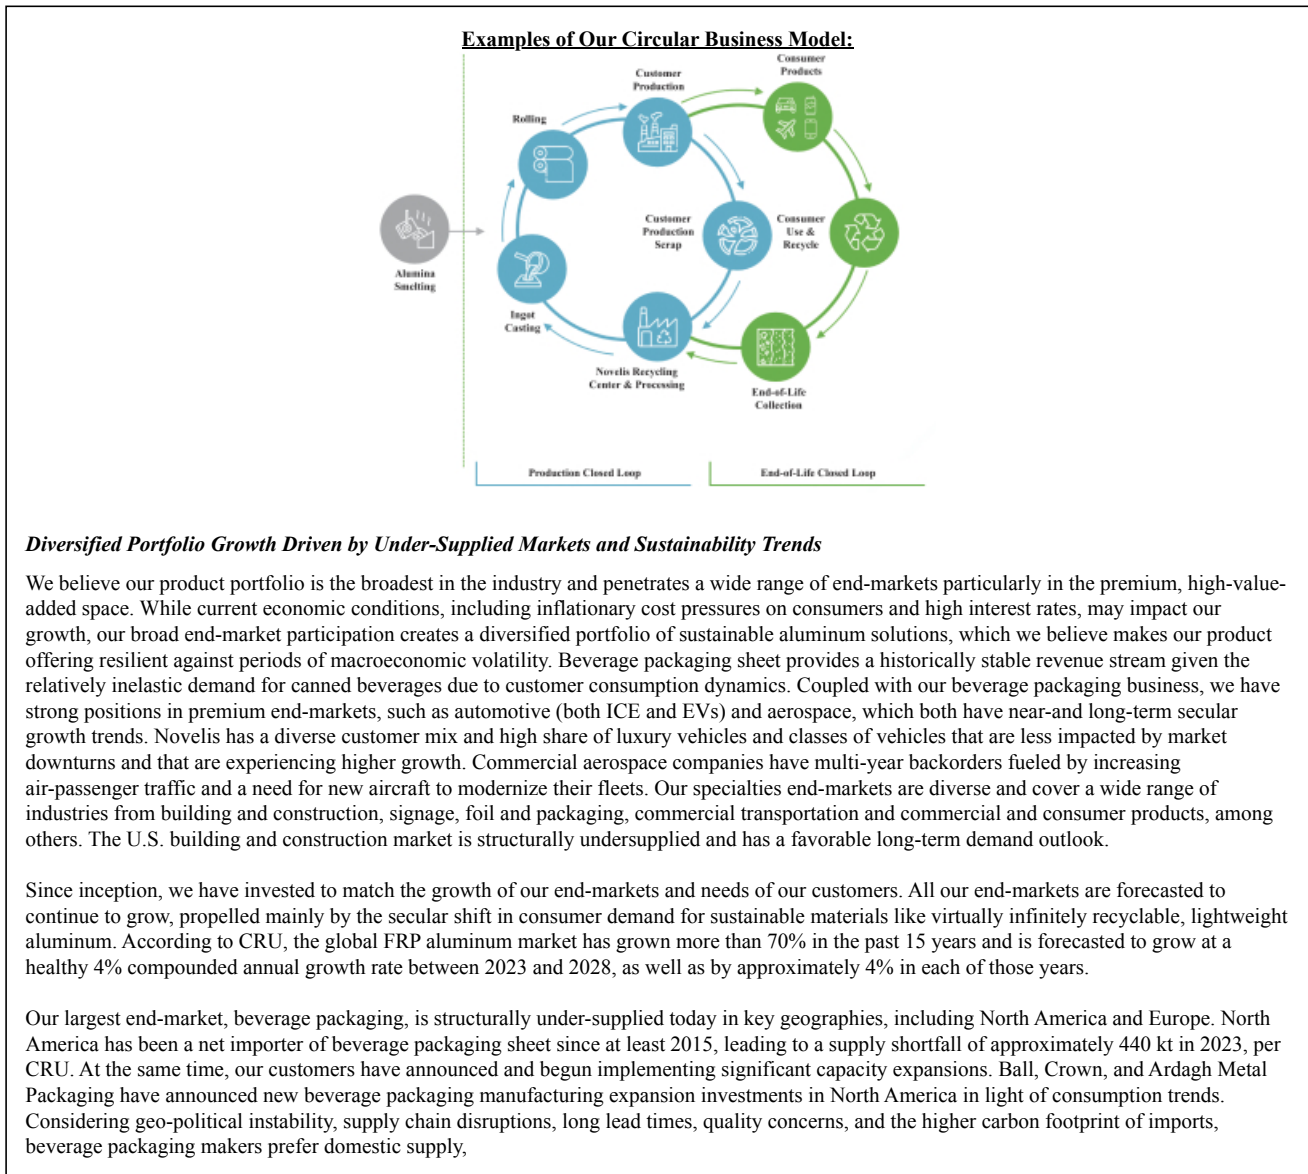 Examples of Our Circular Business Model:
Consumer
Products
Customer
Production
Rolling
Customer
Production
Scrap
Consumer
Use &
Recycle
Alumina
Smelting
Ingot
Casting
Novelis Recycling
Center & Processing
End-of-Life
Collection
Production Closed Loop
End-of-Life Closed Loop
Diversified Portfolio Growth Driven by Under-Supplied Markets and Sustainability Trends
We believe our product portfolio is the broadest in the industry and penetrates a wide range of end-markets particularly in the premium, high-value-
added space. While current economic conditions, including inflationary cost pressures on consumers and high interest rates, may impact our
growth, our broad end-market participation creates a diversified portfolio of sustainable aluminum solutions, which we believe makes our product
offering resilient against periods of macroeconomic volatility. Beverage packaging sheet provides a historically stable revenue stream given the
relatively inelastic demand for canned beverages due to customer consumption dynamics. Coupled with our beverage packaging business, we have
strong positions in premium end-markets, such as automotive (both ICE and EVs) and aerospace, which both have near-and long-term secular
growth trends. Novelis has a diverse customer mix and high share of luxury vehicles and classes of vehicles that are less impacted by market
downturns and that are experiencing higher growth. Commercial aerospace companies have multi-year backorders fueled by increasing
air-passenger traffic and a need for new aircraft to modernize their fleets. Our specialties end-markets are diverse and cover a wide range of
industries from building and construction, signage, foil and packaging, commercial transportation and commercial and consumer products, among
others. The U.S. building and construction market is structurally undersupplied and has a favorable long-term demand outlook.
Since inception, we have invested to match the growth of our end-markets and needs of our customers. All our end-markets are forecasted to
continue to grow, propelled mainly by the secular shift in consumer demand for sustainable materials like virtually infinitely recyclable, lightweight
aluminum. According to CRU, the global FRP aluminum market has grown more than 70% in the past 15 years and is forecasted to grow at a
healthy 4% compounded annual growth rate between 2023 and 2028, as well as by approximately 4% in each of those years.
Our largest end-market, beverage packaging, is structurally under-supplied today in key geographies, including North America and Europe. North
America has been a net importer of beverage packaging sheet since at least 2015, leading to a supply shortfall of approximately 440 kt in 2023, per
CRU. At the same time, our customers have announced and begun implementing significant capacity expansions. Ball, Crown, and Ardagh Metal
Packaging have announced new beverage packaging manufacturing expansion investments in North America in light of consumption trends.
Considering geo-political instability, supply chain disruptions, long lead times, quality concerns, and the higher carbon footprint of imports,
beverage packaging makers prefer domestic supply,